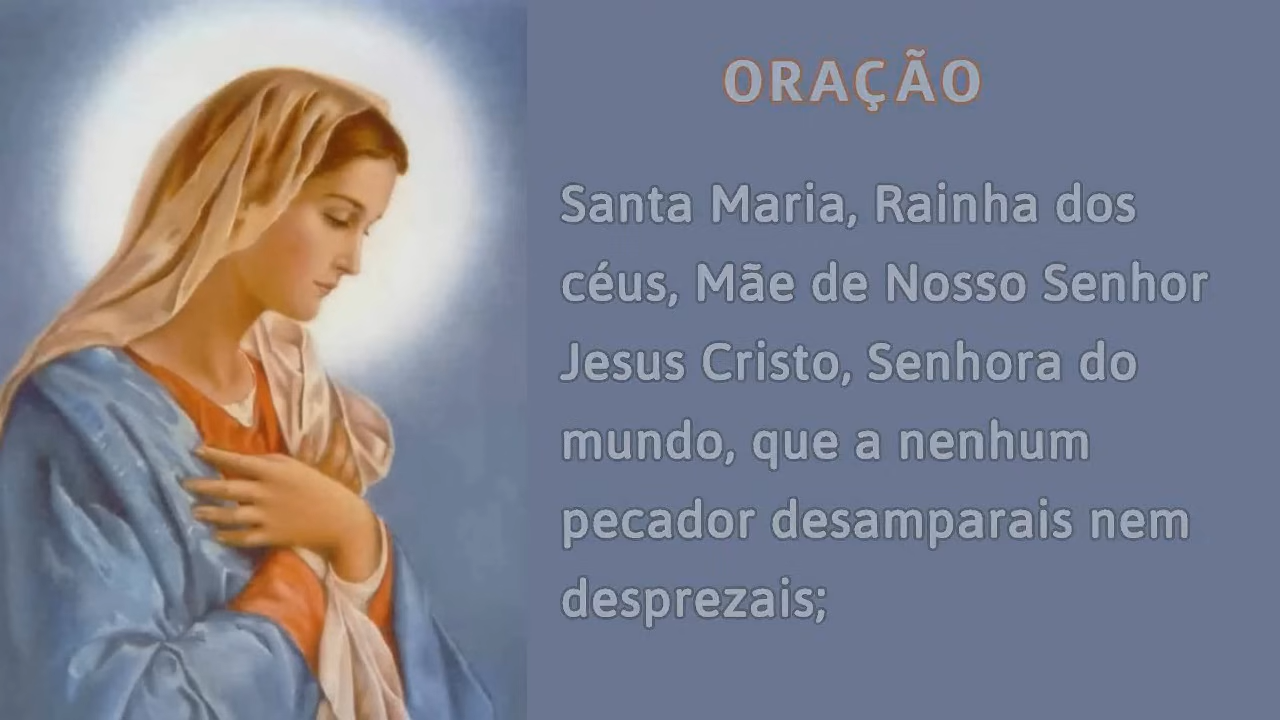 ORAÇÃO
Santa Maria, Rainha dos
céus, Mãe de Nosso Senhor
Jesus Cristo, Senhora do
mundo, que a nenhum
pecador desamparais nem
desprezais;